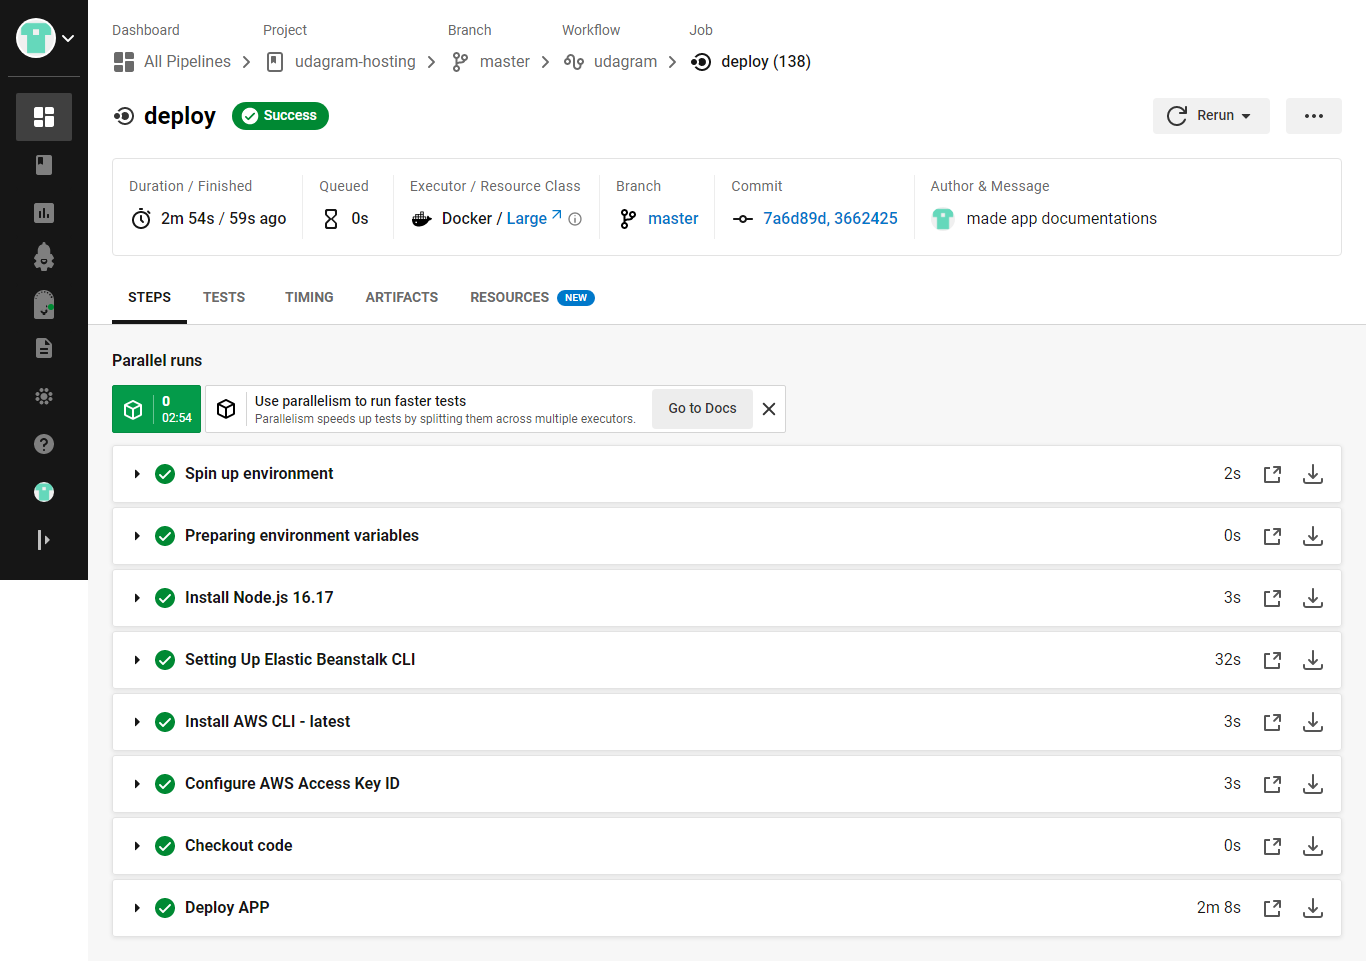 Dashboard Project Branch Workflow Job
All Pipelines udagram-hosting master udagram deploy (138)
deploy Success Rerun
Duration / Finished Queued Executor / Resource Class Branch Commit Author & Message
2m 54s / 59s ago 0s Docker / Large master 7a6d89d, 3662425 made app documentations
STEPS TESTS TIMING ARTIFACTS RESOURCES NEW
Parallel runs
0
02:54
Use parallelism to run faster tests
Parallelism speeds up tests by splitting them across multiple executors.
Go to Docs
Spin up environment 2s
Preparing environment variables 0s
Install Node.js 16.17 3s
Setting Up Elastic Beanstalk CLI 32s
Install AWS CLI - latest 3s
Configure AWS Access Key ID 3s
Checkout code 0s
Deploy APP 2m 8s